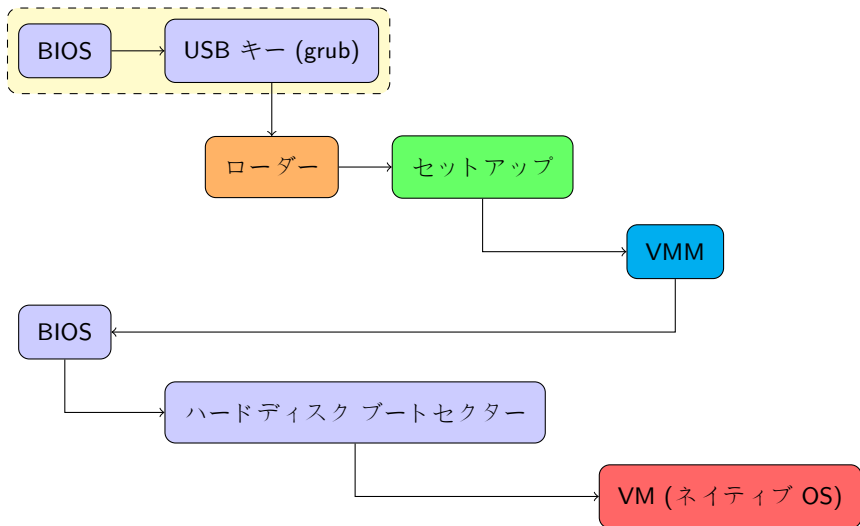 BIOS
USB キー (grub)
ローダー
セットアップ
VMM
BIOS
ハードディスク ブートセクター
VM (ネイティブ OS)